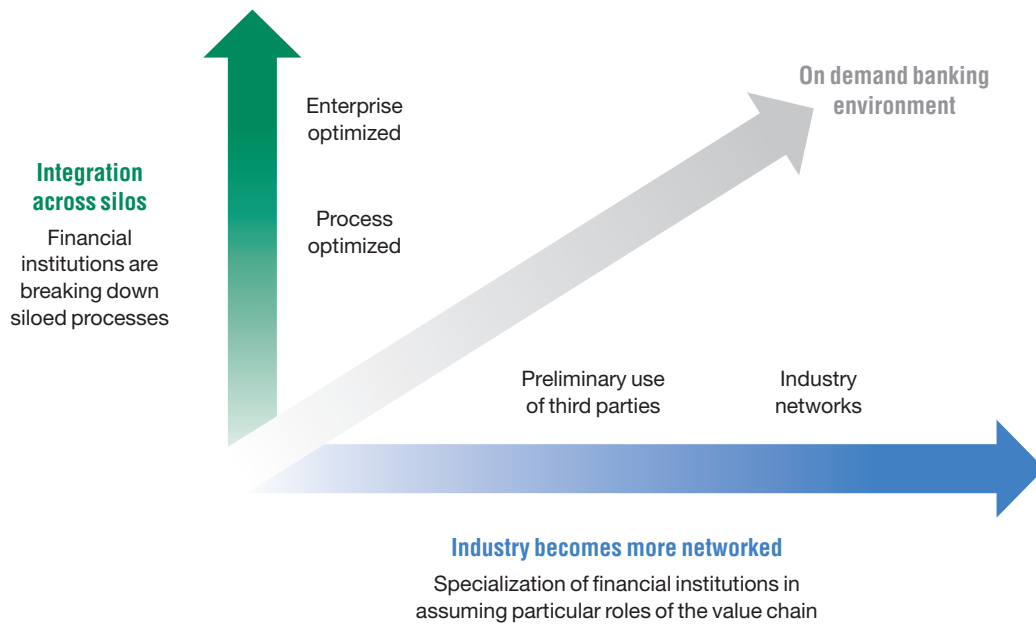 On demand banking
environment
Enterprise
optimized
Integration
across silos
Financial
institutions are
breaking down
siloed processes
Process
optimized
Preliminary use
of third parties
Industry
networks
Industry becomes more networked
Specialization of financial institutions in
assuming particular roles of the value chain